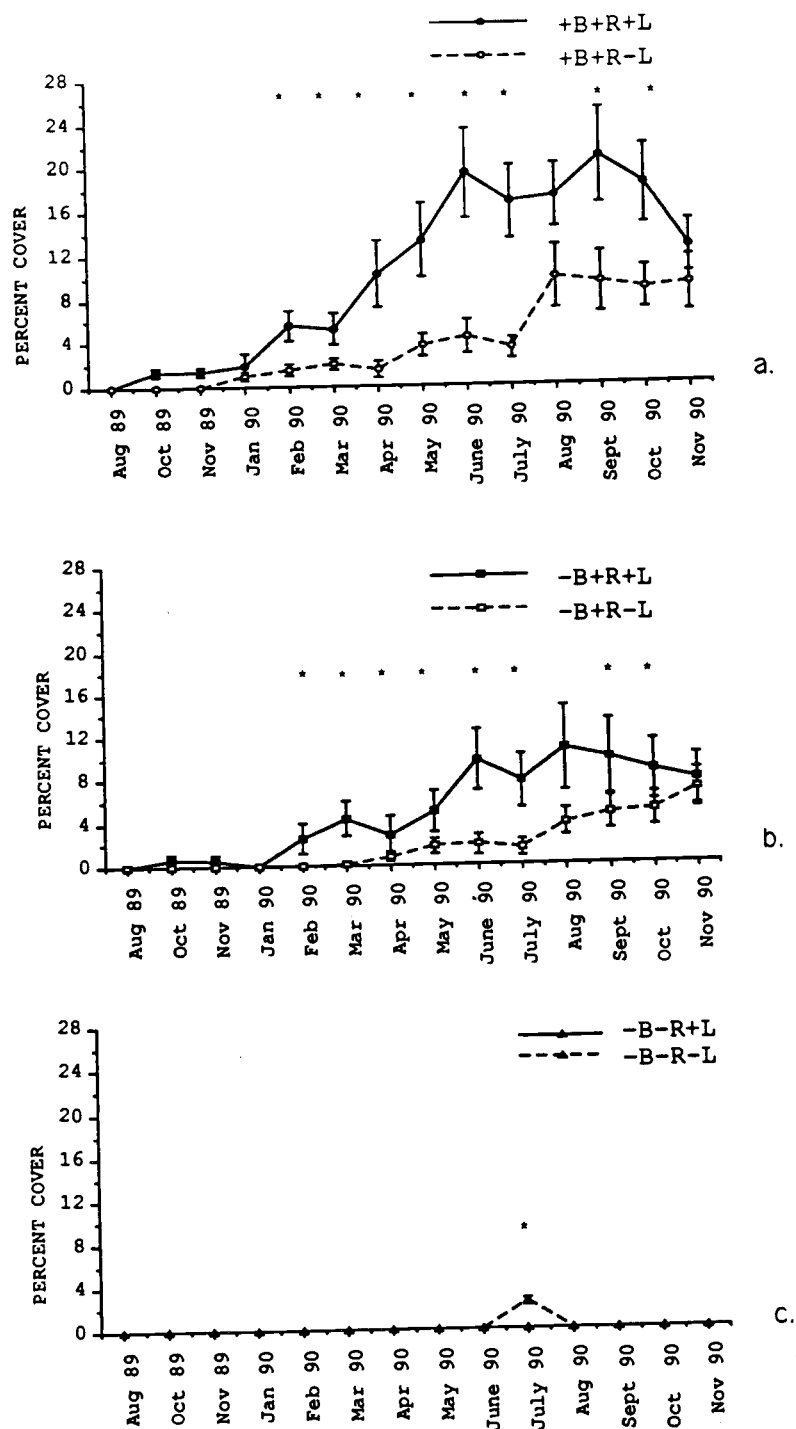 +B+R+L
+B+R-L
28
24
20
16
12
8
4
0
PERCENT COVER
* * * * * * * *
Aug 89
Oct 89
Nov 89
Jan 90
Feb 90
Mar 90
Apr 90
May 90
June 90
July 90
Aug 90
Sept 90
Oct 90
Nov 90
a.
-B+R+L
-B+R-L
28
24
20
16
12
8
4
0
PERCENT COVER
* * * * * * * *
Aug 89
Oct 89
Nov 89
Jan 90
Feb 90
Mar 90
Apr 90
May 90
June 90
July 90
Aug 90
Sept 90
Oct 90
Nov 90
b.
-B-R+L
-B-R-L
28
24
20
16
12
8
4
0
PERCENT COVER
*
Aug 89
Oct 89
Nov 89
Jan 90
Feb 90
Mar 90
Apr 90
May 90
June 90
July 90
Aug 90
Sept 90
Oct 90
Nov 90
c.